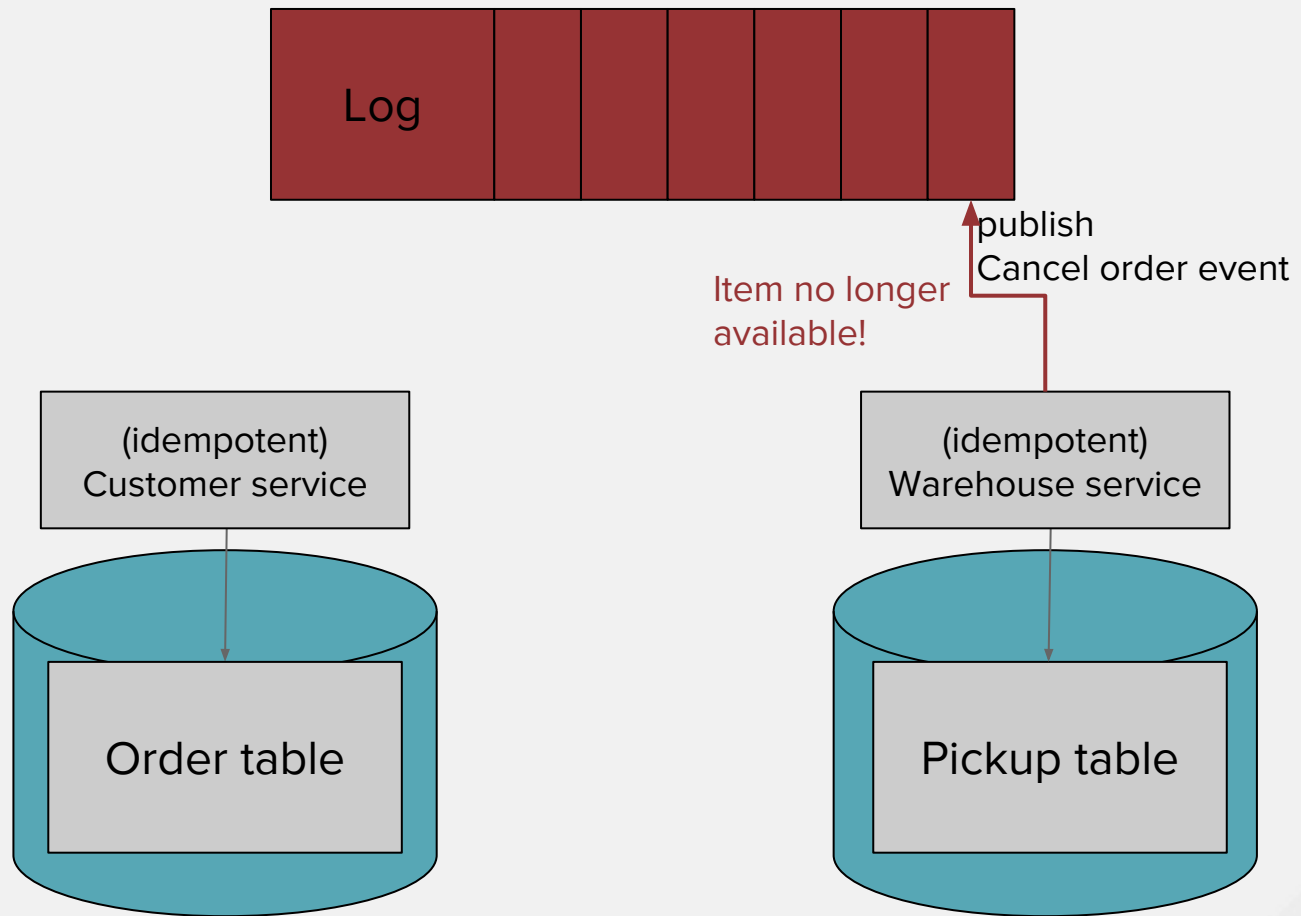 Log
publish
Cancel order event
Item no longer
available!
(idempotent)
Customer service
(idempotent)
Warehouse service
Order table
Pickup table